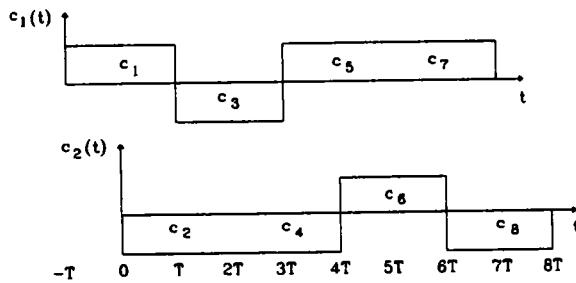 c₁(t)
c₁
c₃
c₅
c₇
t
c₂(t)
c₂
c₄
c₆
c₈
t
-T 0 T 2T 3T 4T 5T 6T 7T 8T